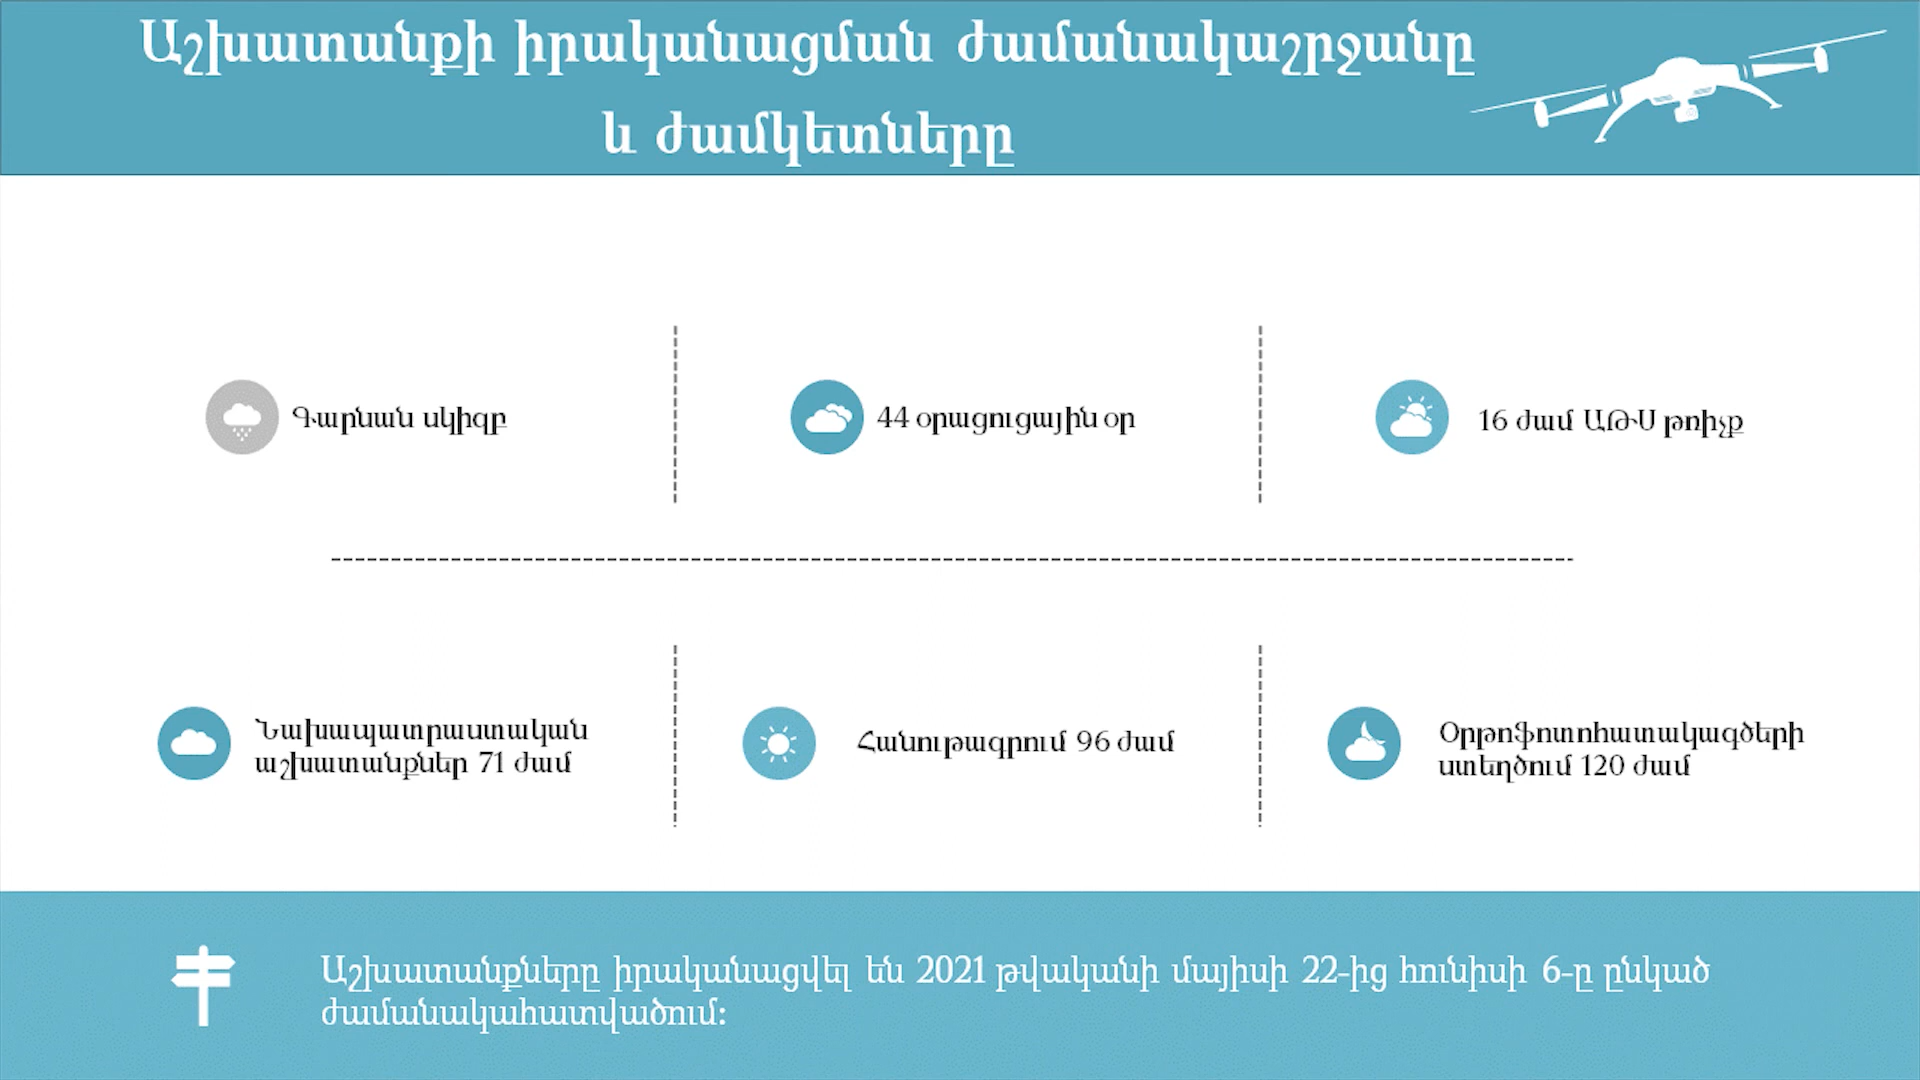 Աշխատանքի իրականացման ժամանակաշրջանը
և ժամկետները
Գարնան սկիզբ
44 օրացուցային օր
16 ժամ ԱԹՍ թռիչք
Նախապատրաստական
աշխատանքներ 71 ժամ
Հանութագրում 96 ժամ
Օրթոֆոտոհատակագծերի
ստեղծում 120 ժամ
Աշխատանքները իրականացվել են 2021 թվականի մայիսի 22-ից հունիսի 6-ը ընկած
ժամանակահատվածում: